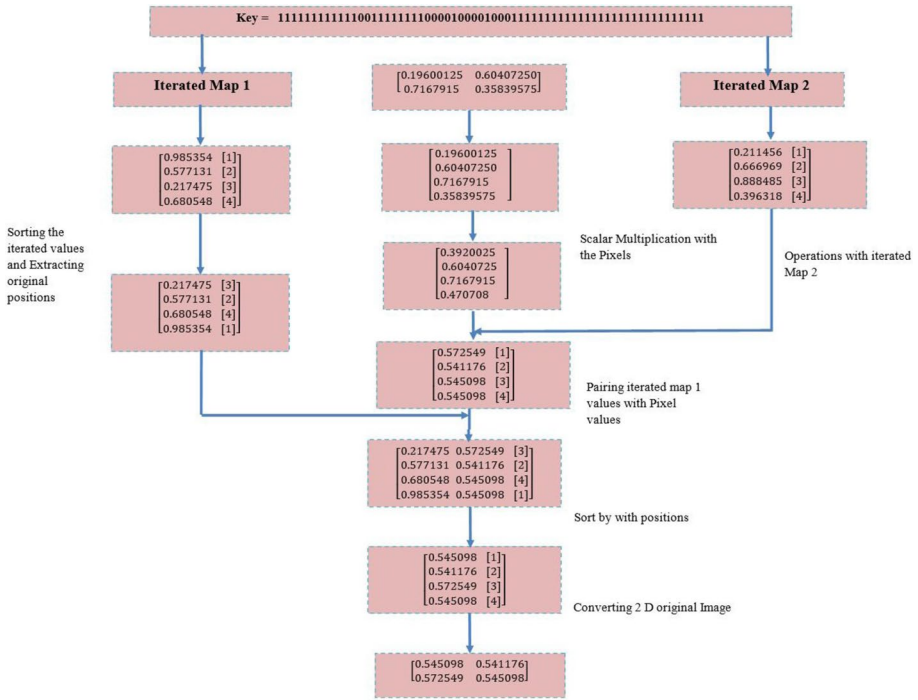 Key = 1111111111110011111111000010000100011111111111111111111111111111
Iterated Map 1
0.19600125 0.60407250
0.7167915 0.35839575
Iterated Map 2
0.985354 [1]
0.577131 [2]
0.217475 [3]
0.680548 [4]
0.19600125
0.60407250
0.7167915
0.35839575
0.211456 [1]
0.666969 [2]
0.888485 [3]
0.396318 [4]
Sorting the
iterated values
and Extracting
original
positions
Scalar Multiplication with
the Pixels
Operations with iterated
Map 2
0.217475 [3]
0.577131 [2]
0.680548 [4]
0.985354 [1]
0.3920025
0.6040725
0.7167915
0.470708
0.572549 [1]
0.541176 [2]
0.545098 [3]
0.545098 [4]
Pairing iterated map 1
values with Pixel
values
0.217475 0.572549 [3]
0.577131 0.541176 [2]
0.680548 0.545098 [4]
0.985354 0.545098 [1]
Sort by with positions
0.545098 [1]
0.541176 [2]
0.572549 [3]
0.545098 [4]
Converting 2 D original Image
0.545098 0.541176
0.572549 0.545098